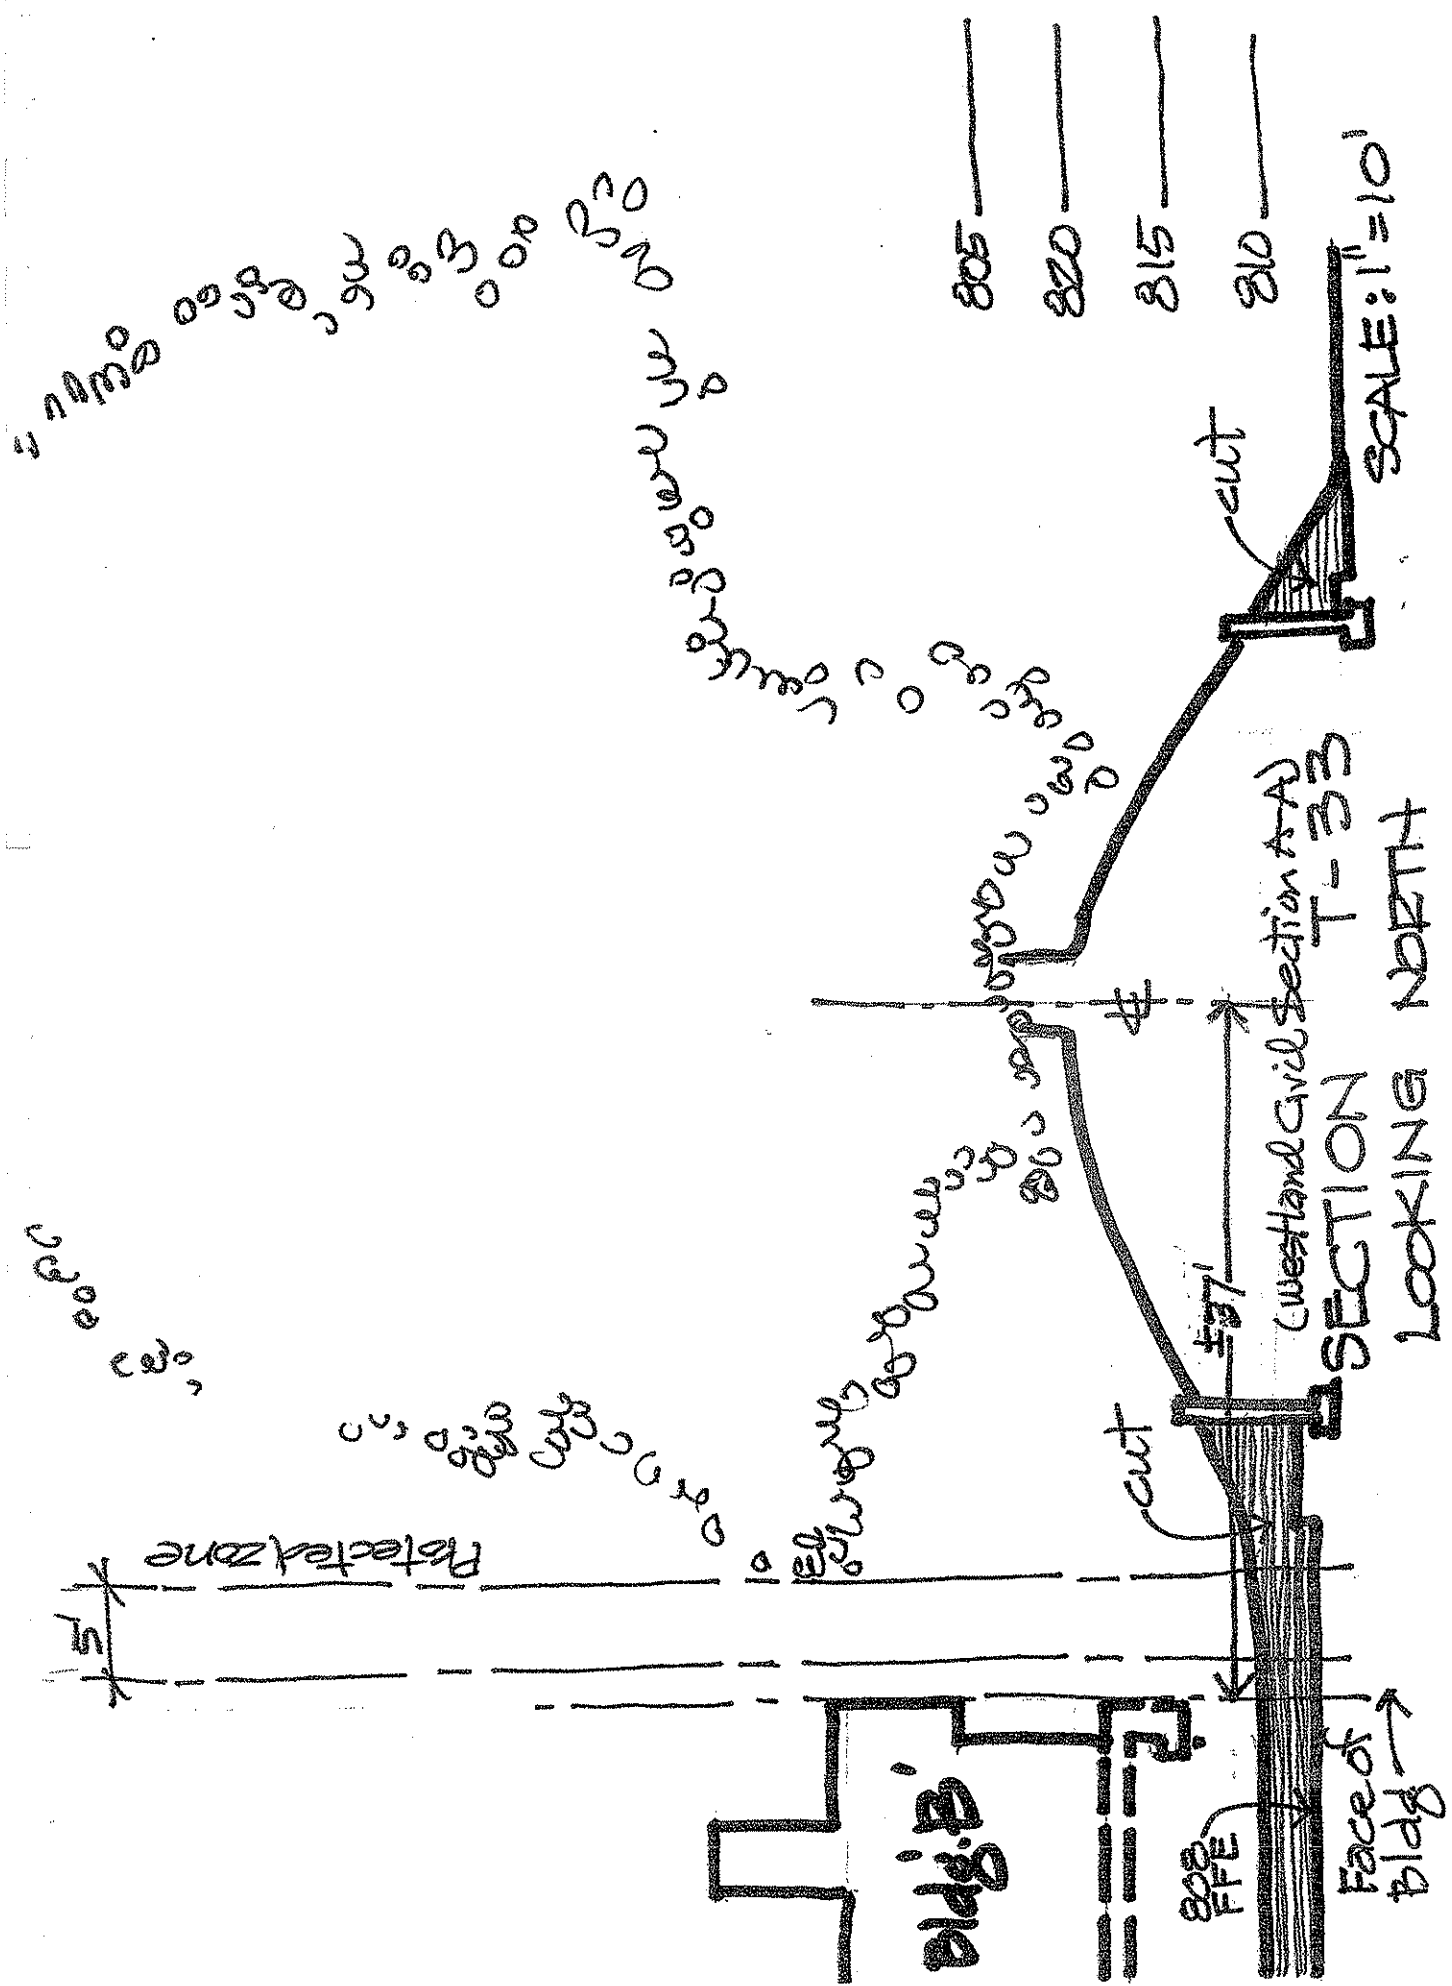 5'
Protected zone
Bldg. 'B'
808
FFE
Face of
Bldg
cut
±37'
℄
cut
805
820
815
810
(Westland Civil Section A-A)
SECTION T-33
LOOKING NORTH
SCALE: 1" = 10'